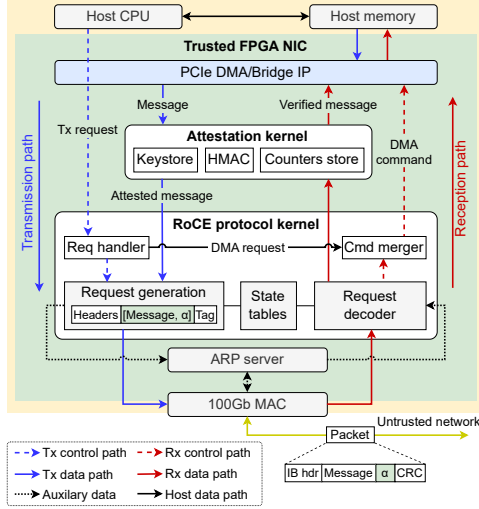 Host CPU
Host memory
Trusted FPGA NIC
PCIe DMA/Bridge IP
Message
Verified message
Tx request
Attestation kernel
Keystore
HMAC
Counters store
DMA
command
Transmission path
Reception path
Attested message
RoCE protocol kernel
Req handler
DMA request
Cmd merger
Request generation
Headers
[Message, α]
Tag
State
tables
Request
decoder
ARP server
100Gb MAC
Untrusted network
Packet
IB hdr
Message
α
CRC
Tx control path
Rx control path
Tx data path
Rx data path
Auxilary data
Host data path